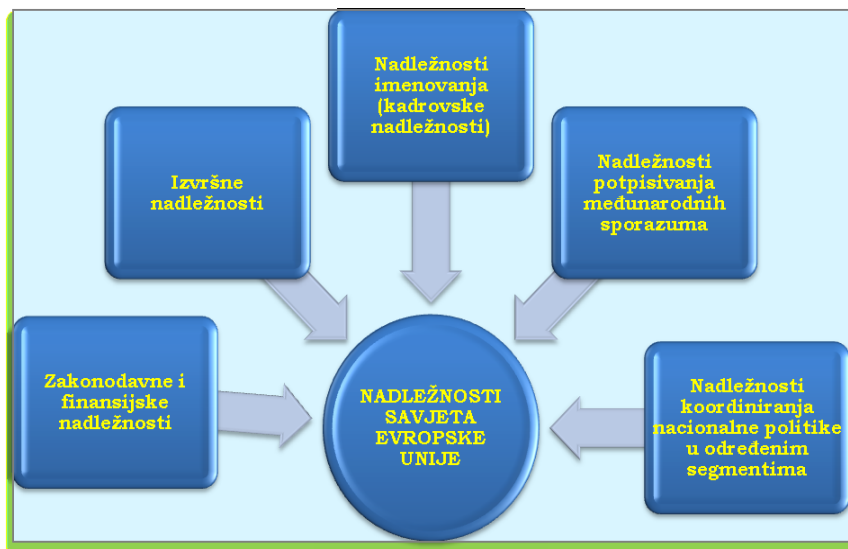 Nadležnosti
imenovanja
(kadrovske
nadležnosti)
Izvršne
nadležnosti
Nadležnosti
potpisivanja
međunarodnih
sporazuma
Zakonodavne i
finansijske
nadležnosti
NADLEŽNOSTI
SAVJETA
EVROPSKE
UNIJE
Nadležnosti
koordiniranja
nacionalne politike
u određenim
segmentima